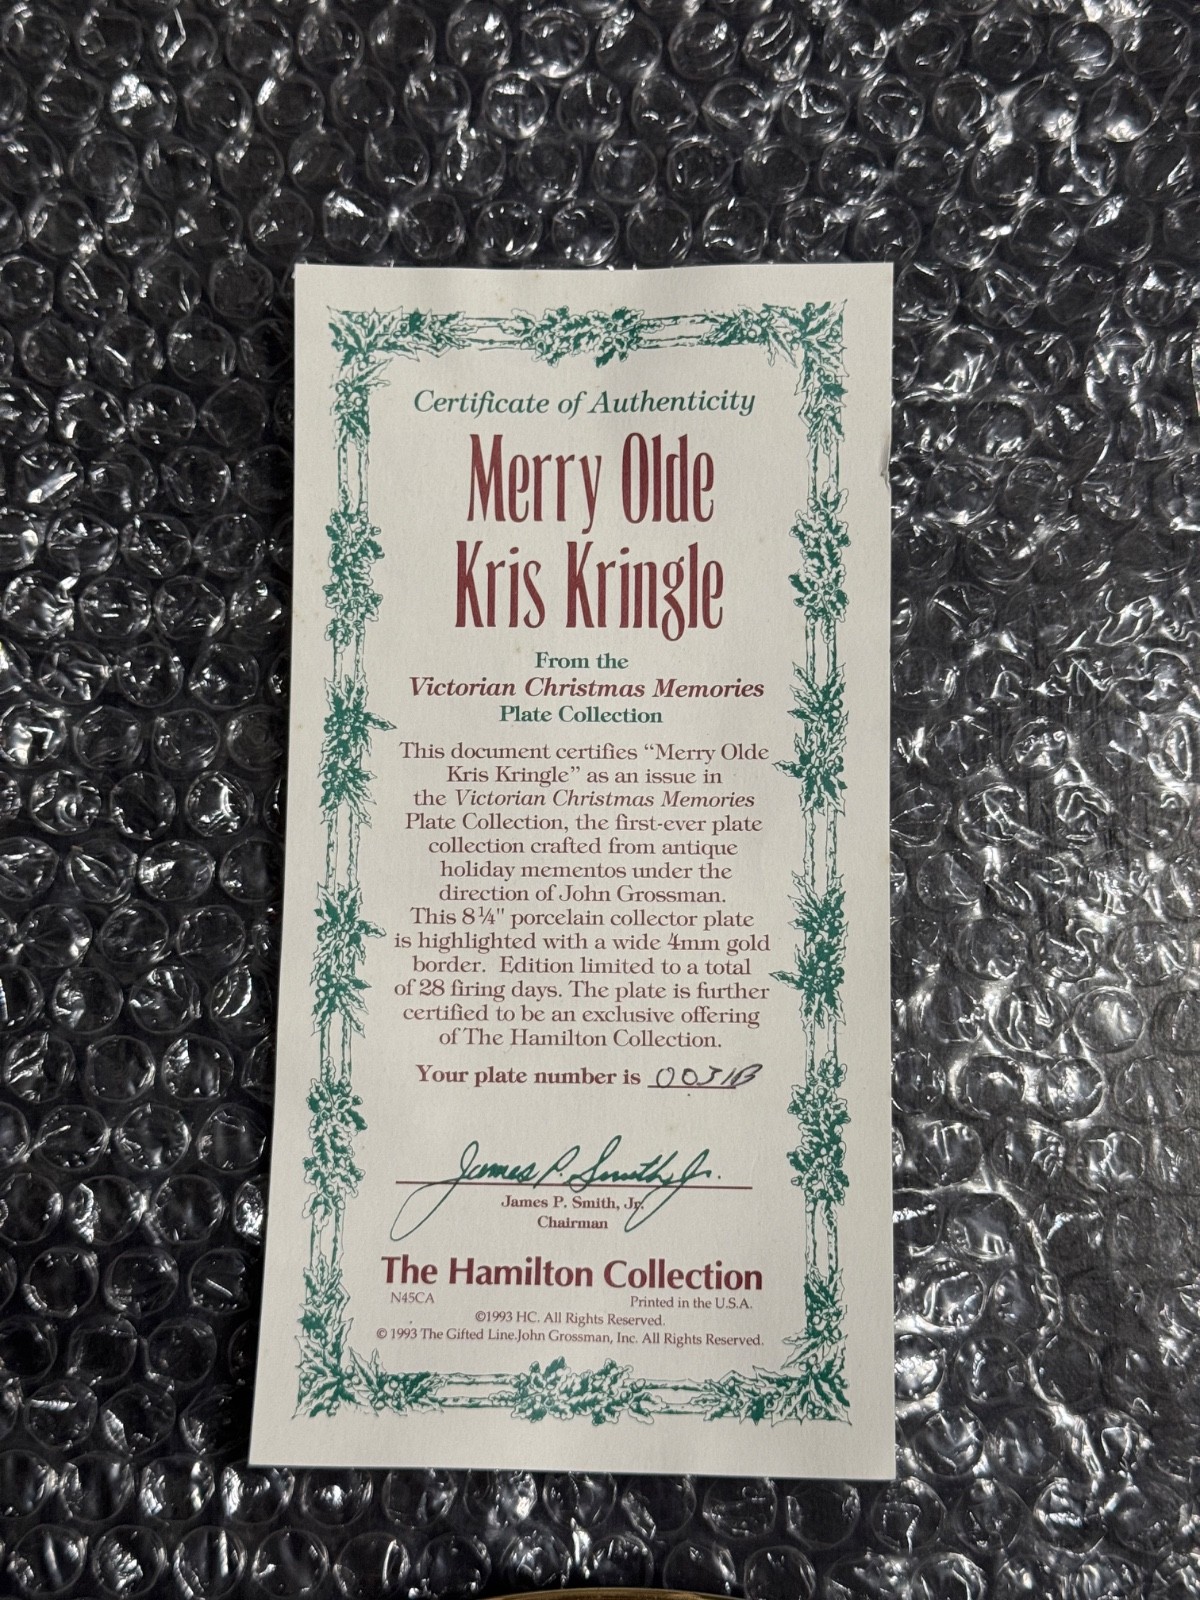 Certificate of Authenticity
Merry Olde
Kris Kringle
From the
Victorian Christmas Memories
Plate Collection
This document certifies “Merry Olde
Kris Kringle” as an issue in
the Victorian Christmas Memories
Plate Collection, the first-ever plate
collection crafted from antique
holiday mementos under the
direction of John Grossman.
This 8¼" porcelain collector plate
is highlighted with a wide 4mm gold
border. Edition limited to a total
of 28 firing days. The plate is further
certified to be an exclusive offering
of The Hamilton Collection.
Your plate number is
James P. Smith, Jr.
James P. Smith, Jr.
Chairman
The Hamilton Collection
N45CA Printed in the U.S.A.
©1993 HC. All Rights Reserved.
© 1993 The Gifted Line.John Grossman, Inc. All Rights Reserved.